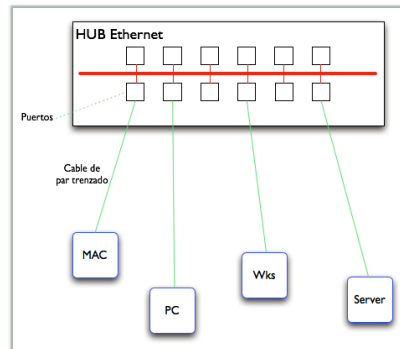 HUB Ethernet
Puertos
Cable de
par trenzado
MAC
PC
Wks
Server